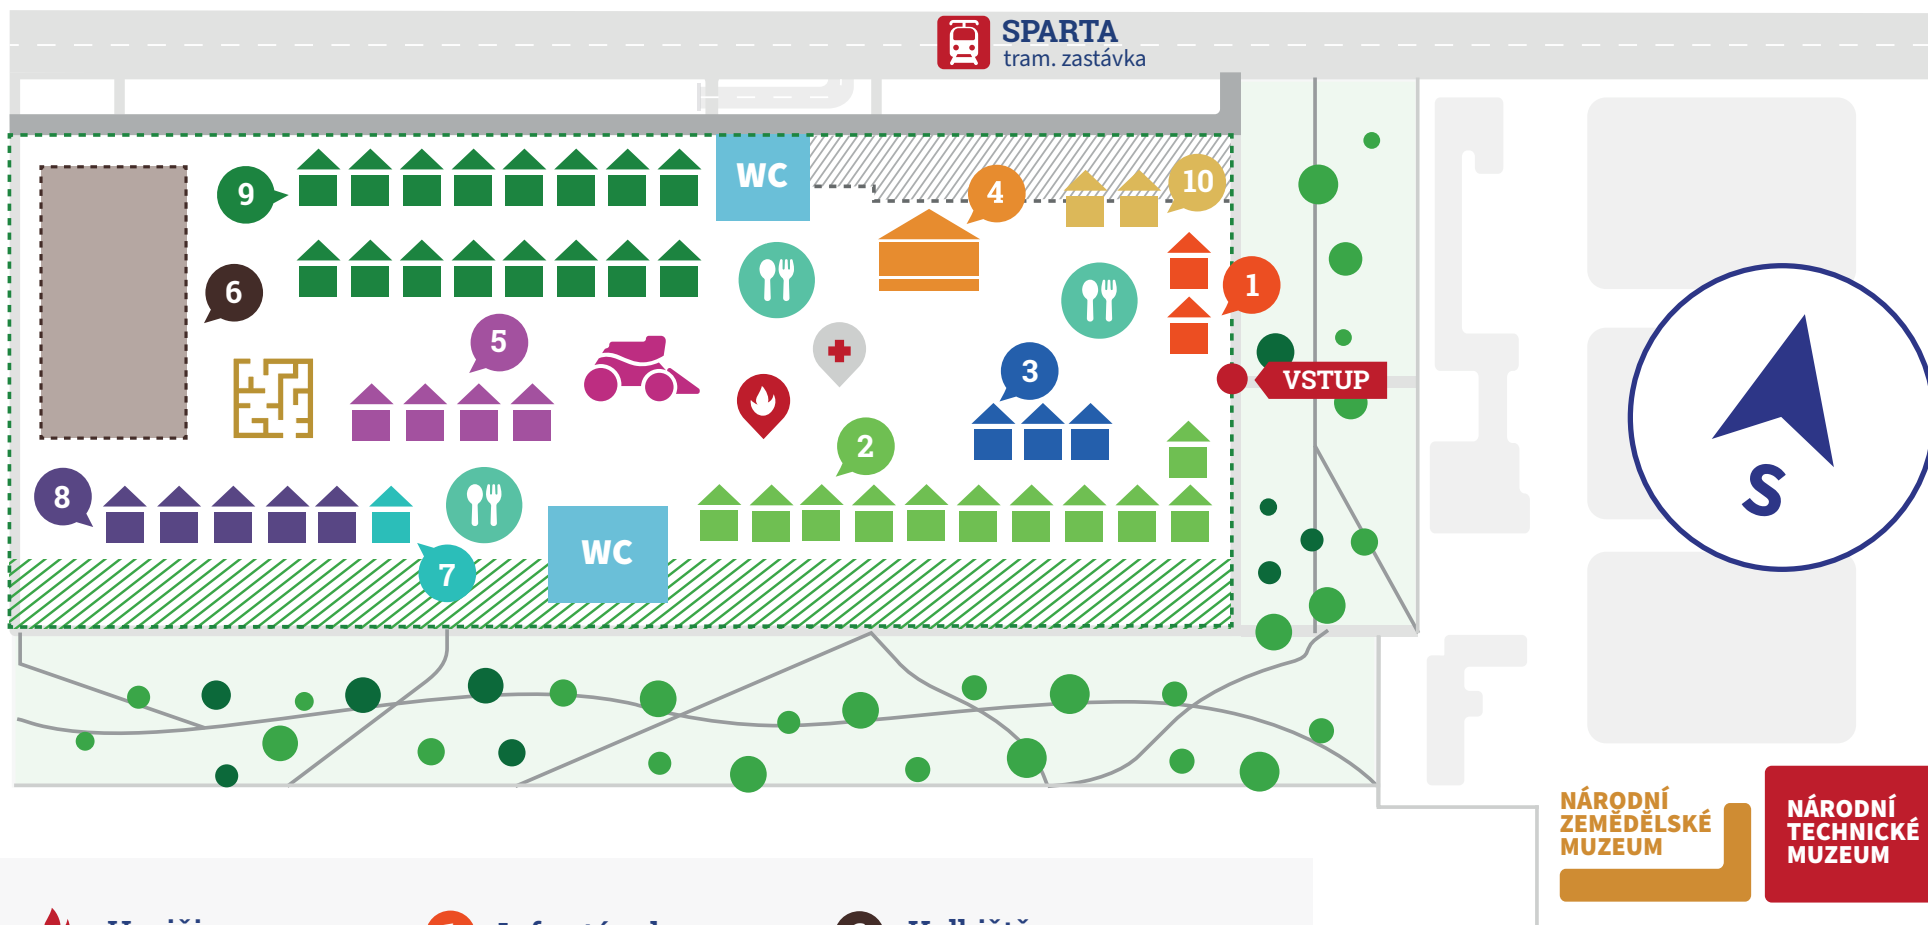 SPARTA
tram. zastávka
9
WC
4
10
6
1
5
3
VSTUP
2
8
WC
7
S
NÁRODNÍ
ZEMĚDĚLSKÉ
MUZEUM
NÁRODNÍ
TECHNICKÉ
MUZEUM